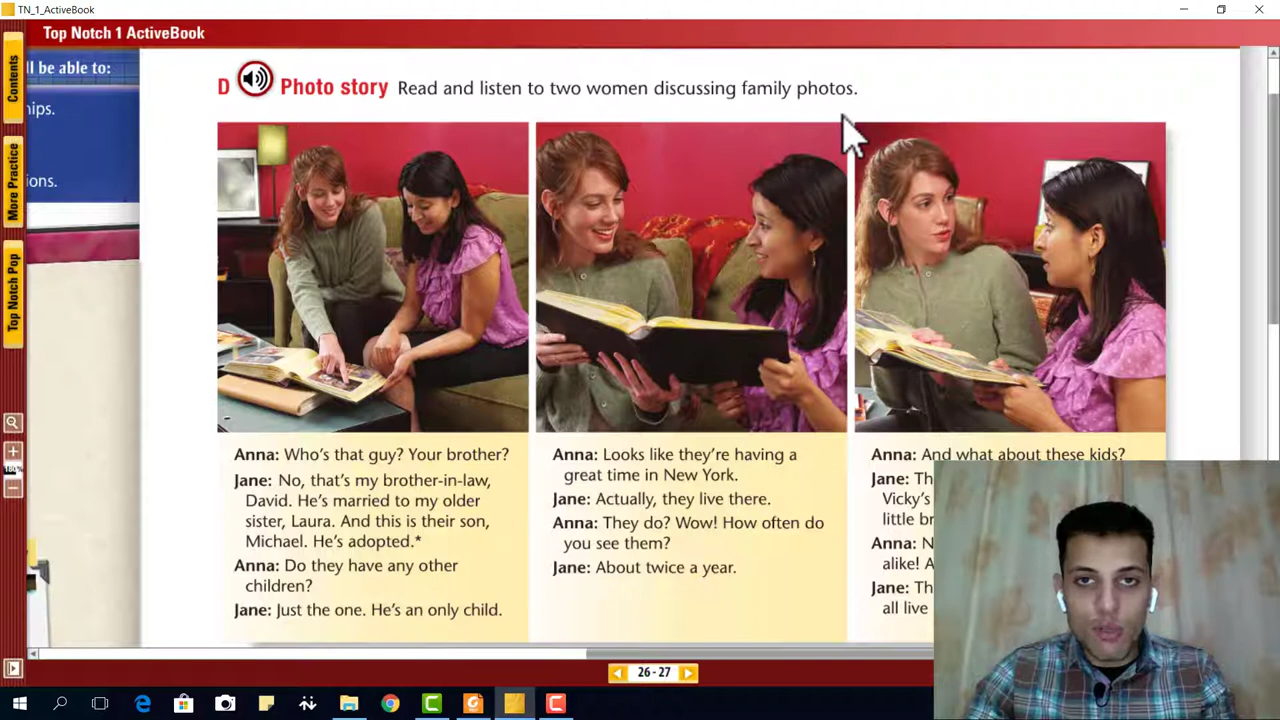 TN_1_ActiveBook
Top Notch 1 ActiveBook
Contents
More Practice
Top Notch Pop
ll be able to:
ips.
ions.
D Photo story Read and listen to two women discussing family photos.
Anna: Who's that guy? Your brother?
Jane: No, that's my brother-in-law,
David. He's married to my older
sister, Laura. And this is their son,
Michael. He's adopted.*
Anna: Do they have any other
children?
Jane: Just the one. He's an only child.
Anna: Looks like they're having a
great time in New York.
Jane: Actually, they live there.
Anna: They do? Wow! How often do
you see them?
Jane: About twice a year.
Anna: And what about these kids?
Jane: Th
Vicky's
little br
Anna: N
alike! A
Jane: Th
all live
26 - 27